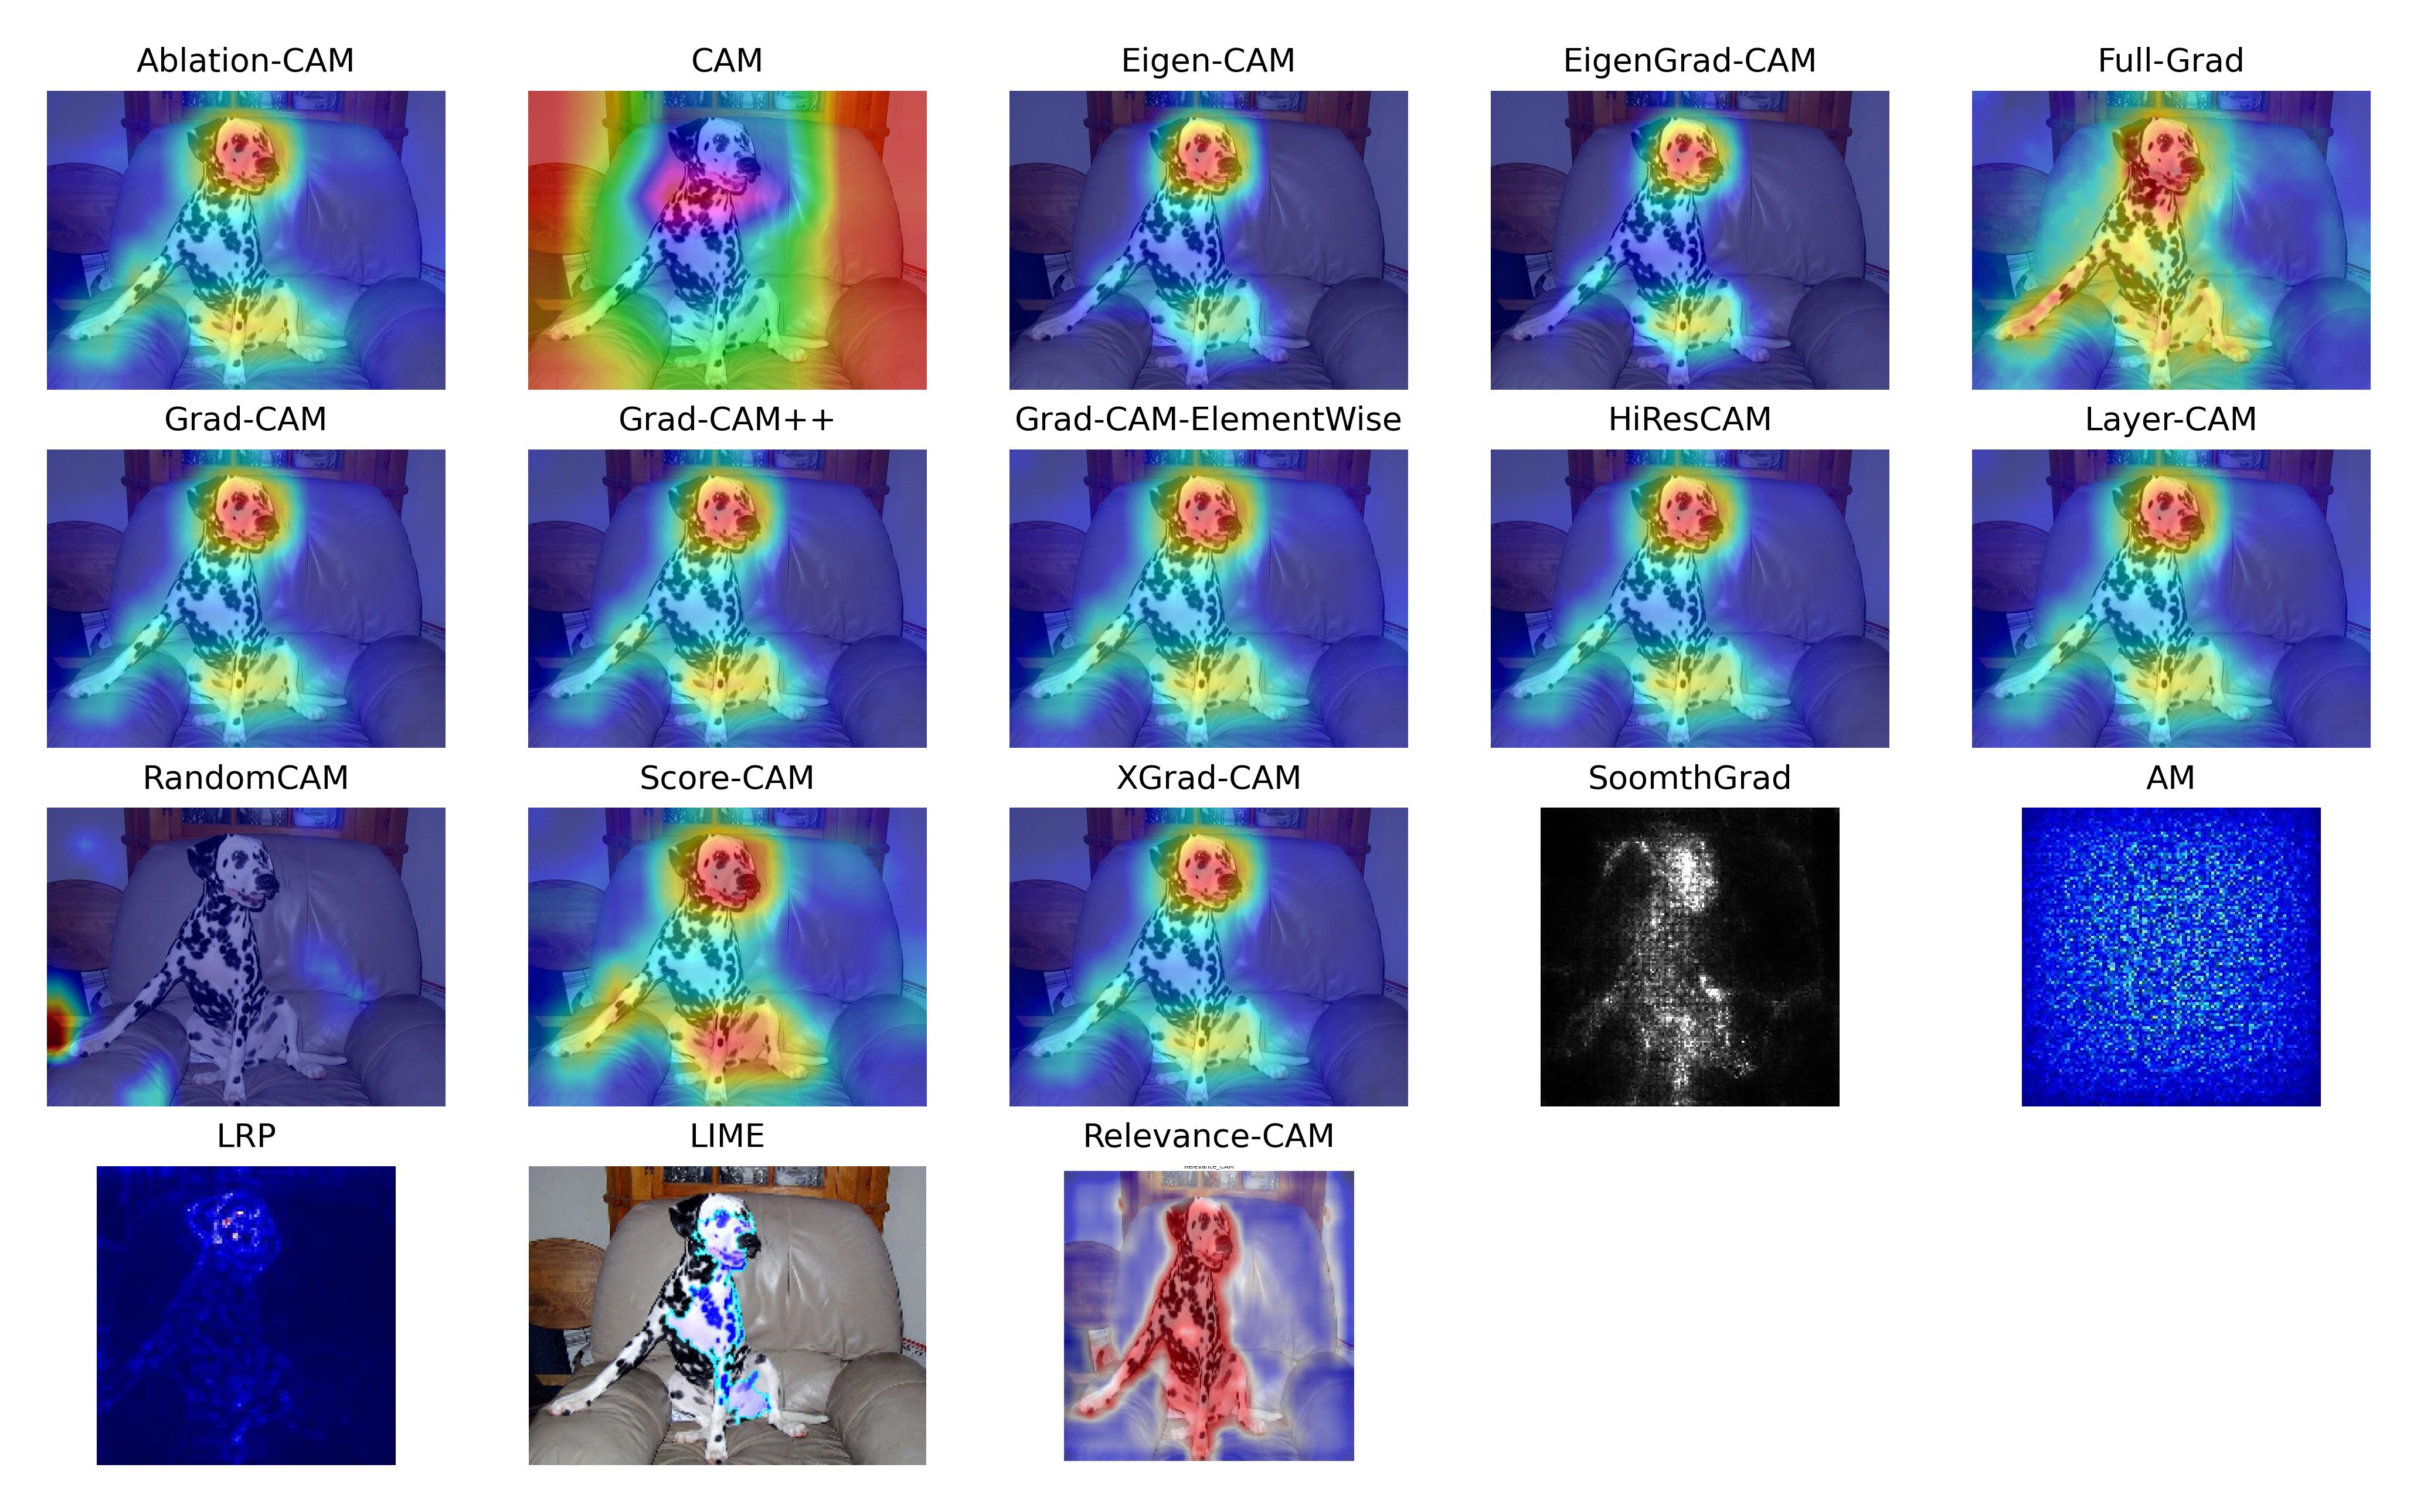 Ablation-CAM
CAM
Eigen-CAM
EigenGrad-CAM
Full-Grad
Grad-CAM
Grad-CAM++
Grad-CAM-ElementWise
HiResCAM
Layer-CAM
RandomCAM
Score-CAM
XGrad-CAM
SoomthGrad
AM
LRP
LIME
Relevance-CAM
Relevance_CAM